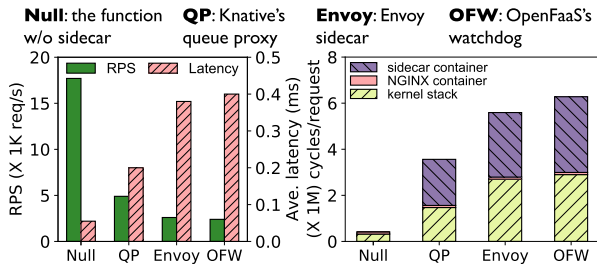 Null: the function w/o sidecar
QP: Knative's queue proxy
Envoy: Envoy sidecar
OFW: OpenFaaS's watchdog
RPS Latency
RPS (X 1K req/s)
20
15
10
5
0
0.5
0.4
0.3
0.2
0.1
0.0
Ave. latency (ms)
Null QP Envoy OFW
sidecar container
NGINX container
kernel stack
(X 1M) cycles/request
8
6
4
2
0
Null QP Envoy OFW